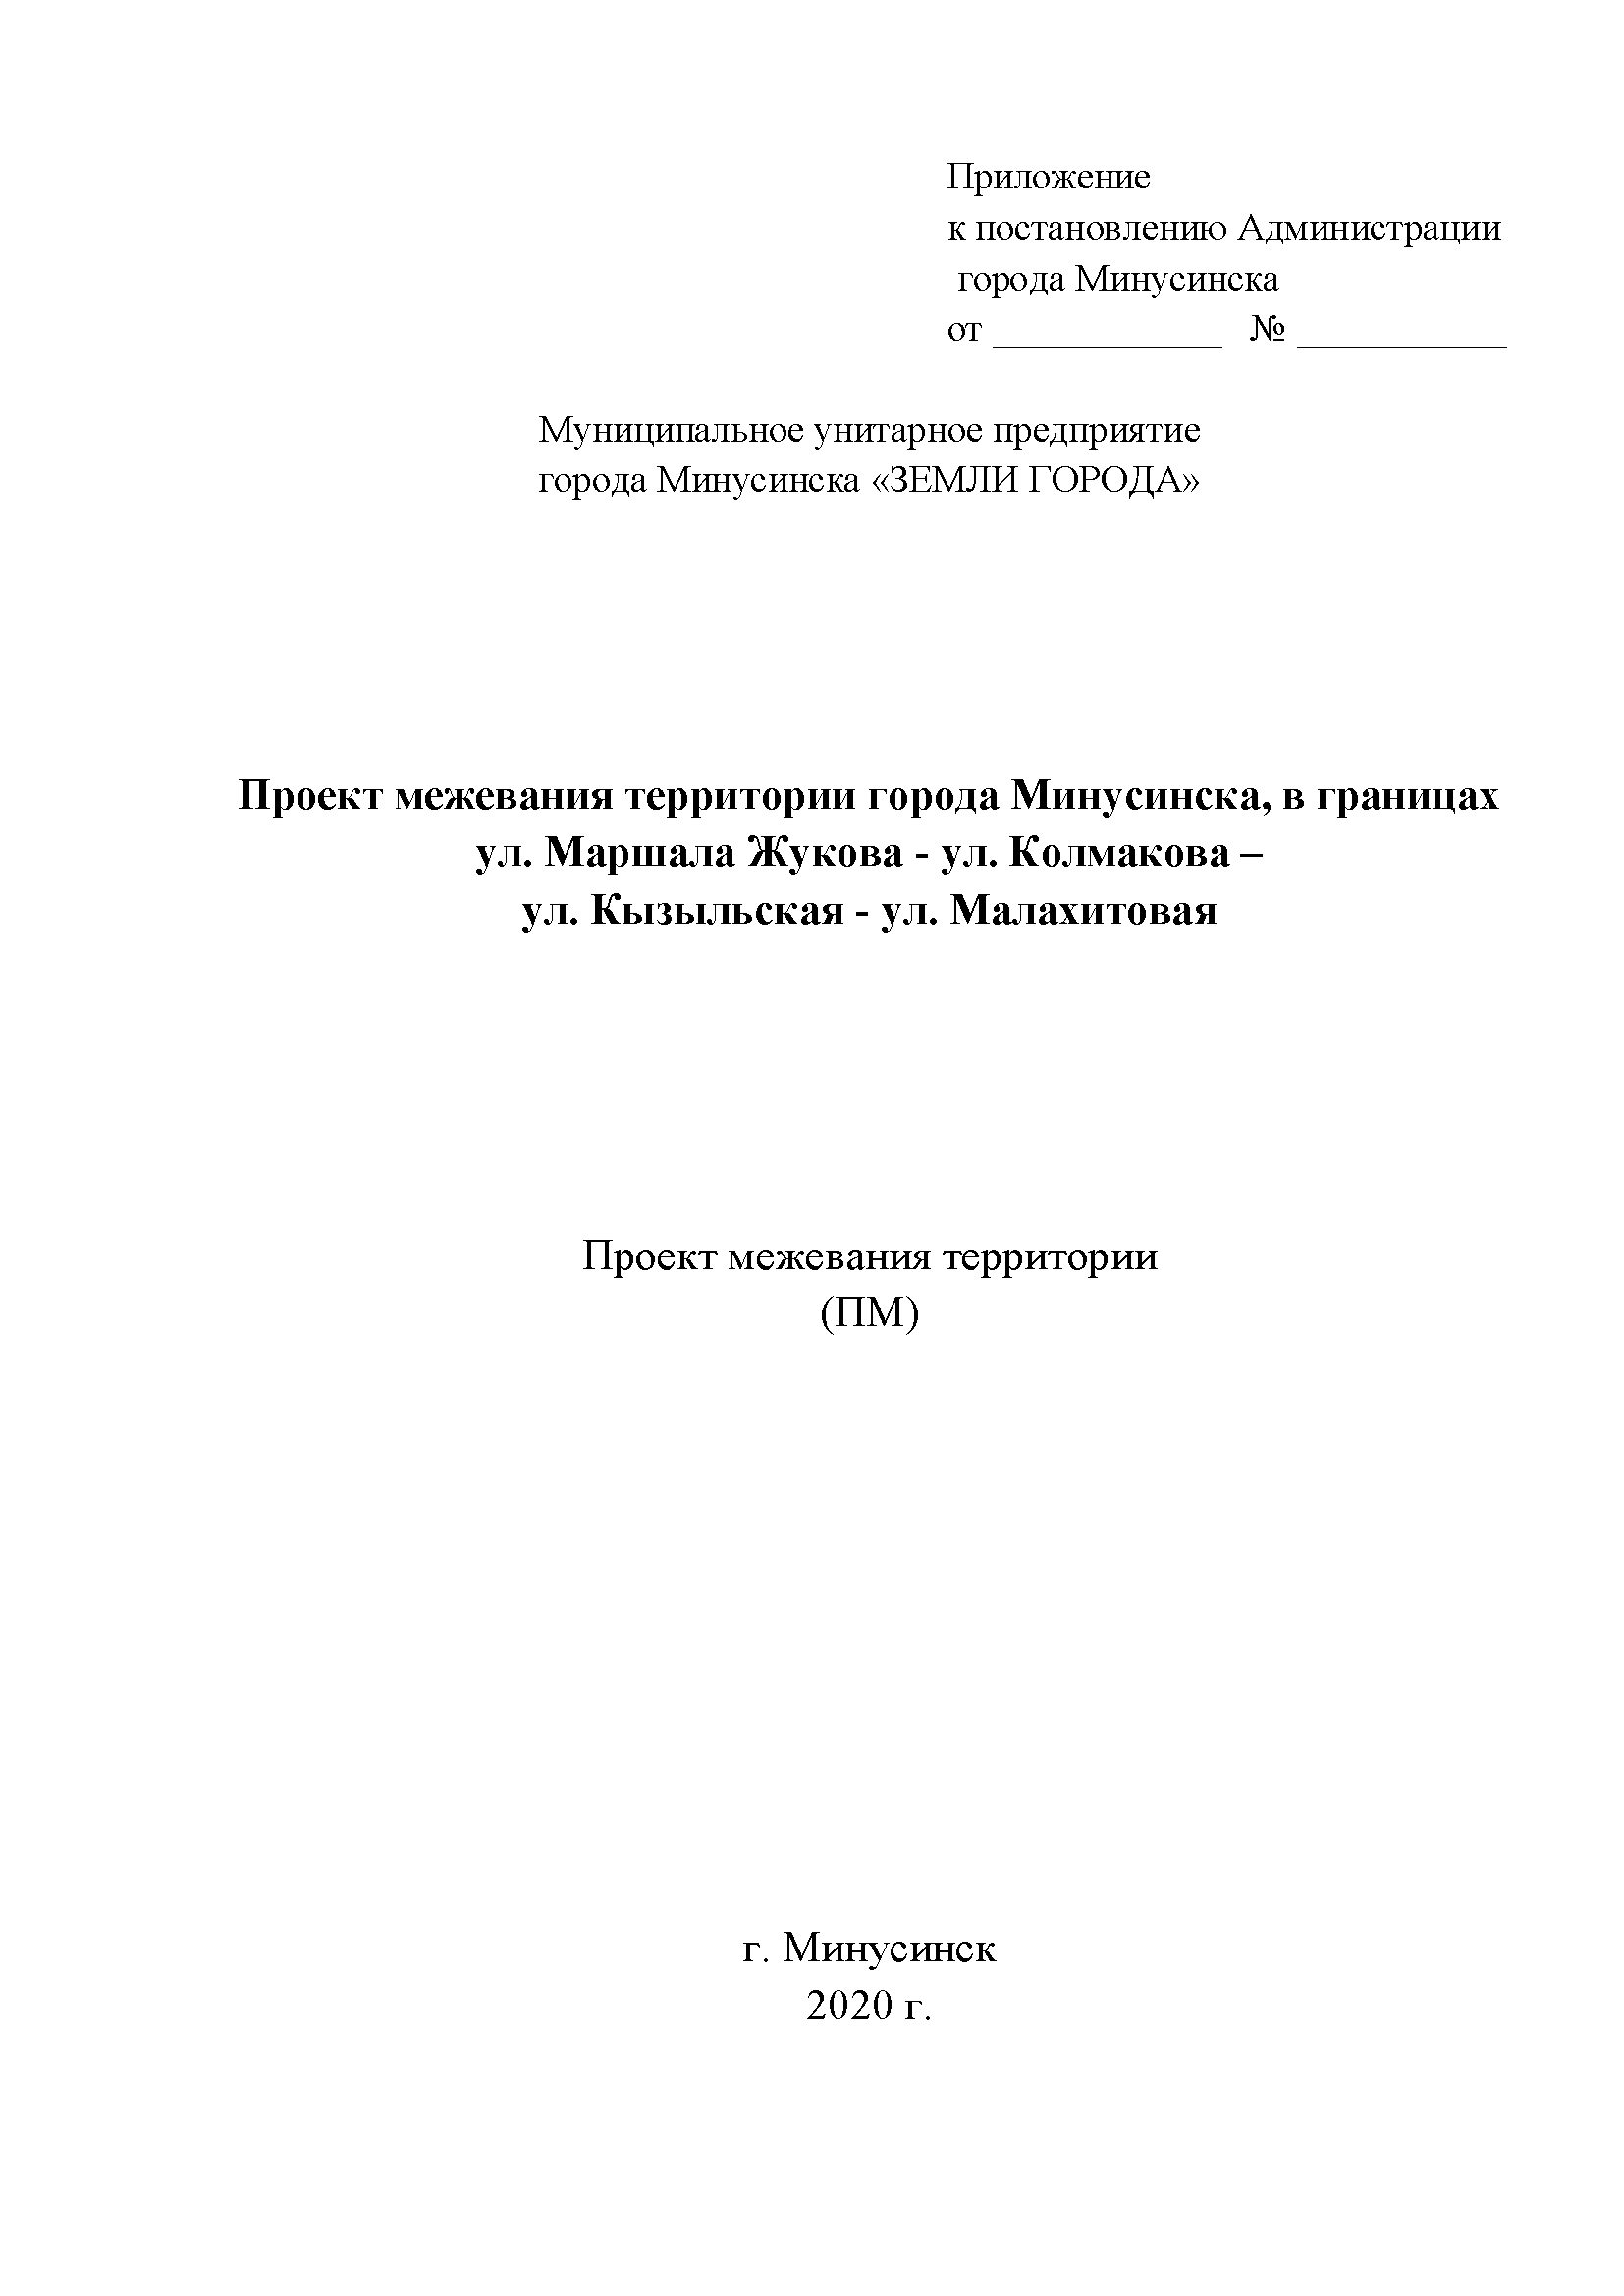 Приложение
к постановлению Администрации
города Минусинска
от ____________ № ___________
Муниципальное унитарное предприятие
города Минусинска «ЗЕМЛИ ГОРОДА»
Проект межевания территории города Минусинска, в границах
ул. Маршала Жукова - ул. Колмакова –
ул. Кызыльская - ул. Малахитовая
Проект межевания территории
(ПМ)
г. Минусинск
2020 г.